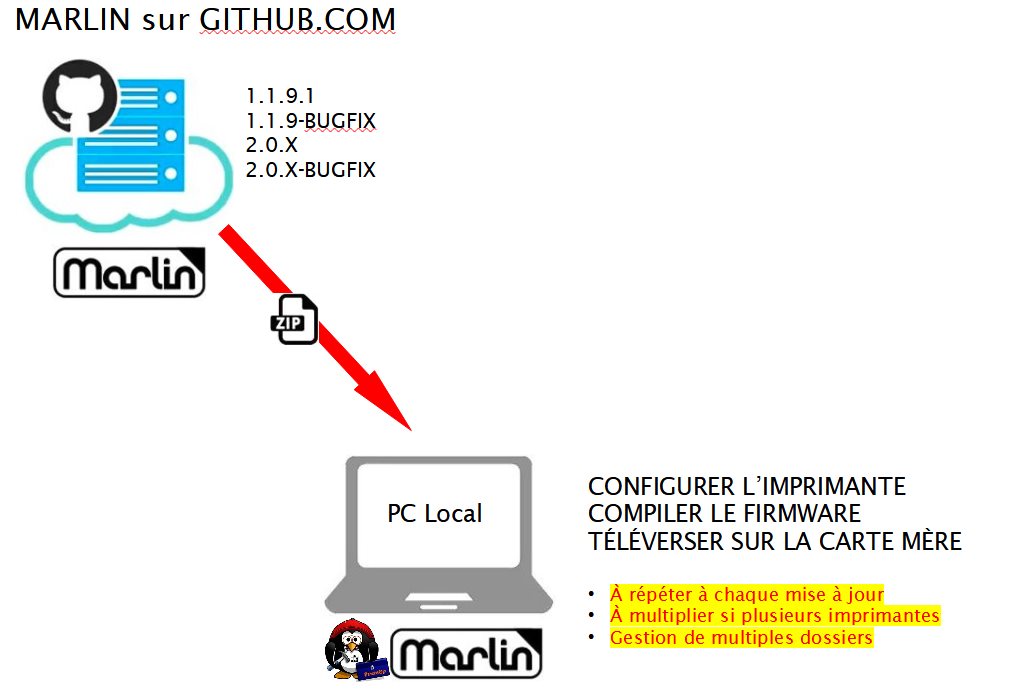 MARLIN sur GITHUB.COM
1.1.9.1
1.1.9-BUGFIX
2.0.X
2.0.X-BUGFIX
Marlin
ZIP
PC Local
CONFIGURER L’IMPRIMANTE
COMPILER LE FIRMWARE
TÉLÉVERSER SUR LA CARTE MÈRE
• À répéter à chaque mise à jour
• À multiplier si plusieurs imprimantes
• Gestion de multiples dossiers
Marlin